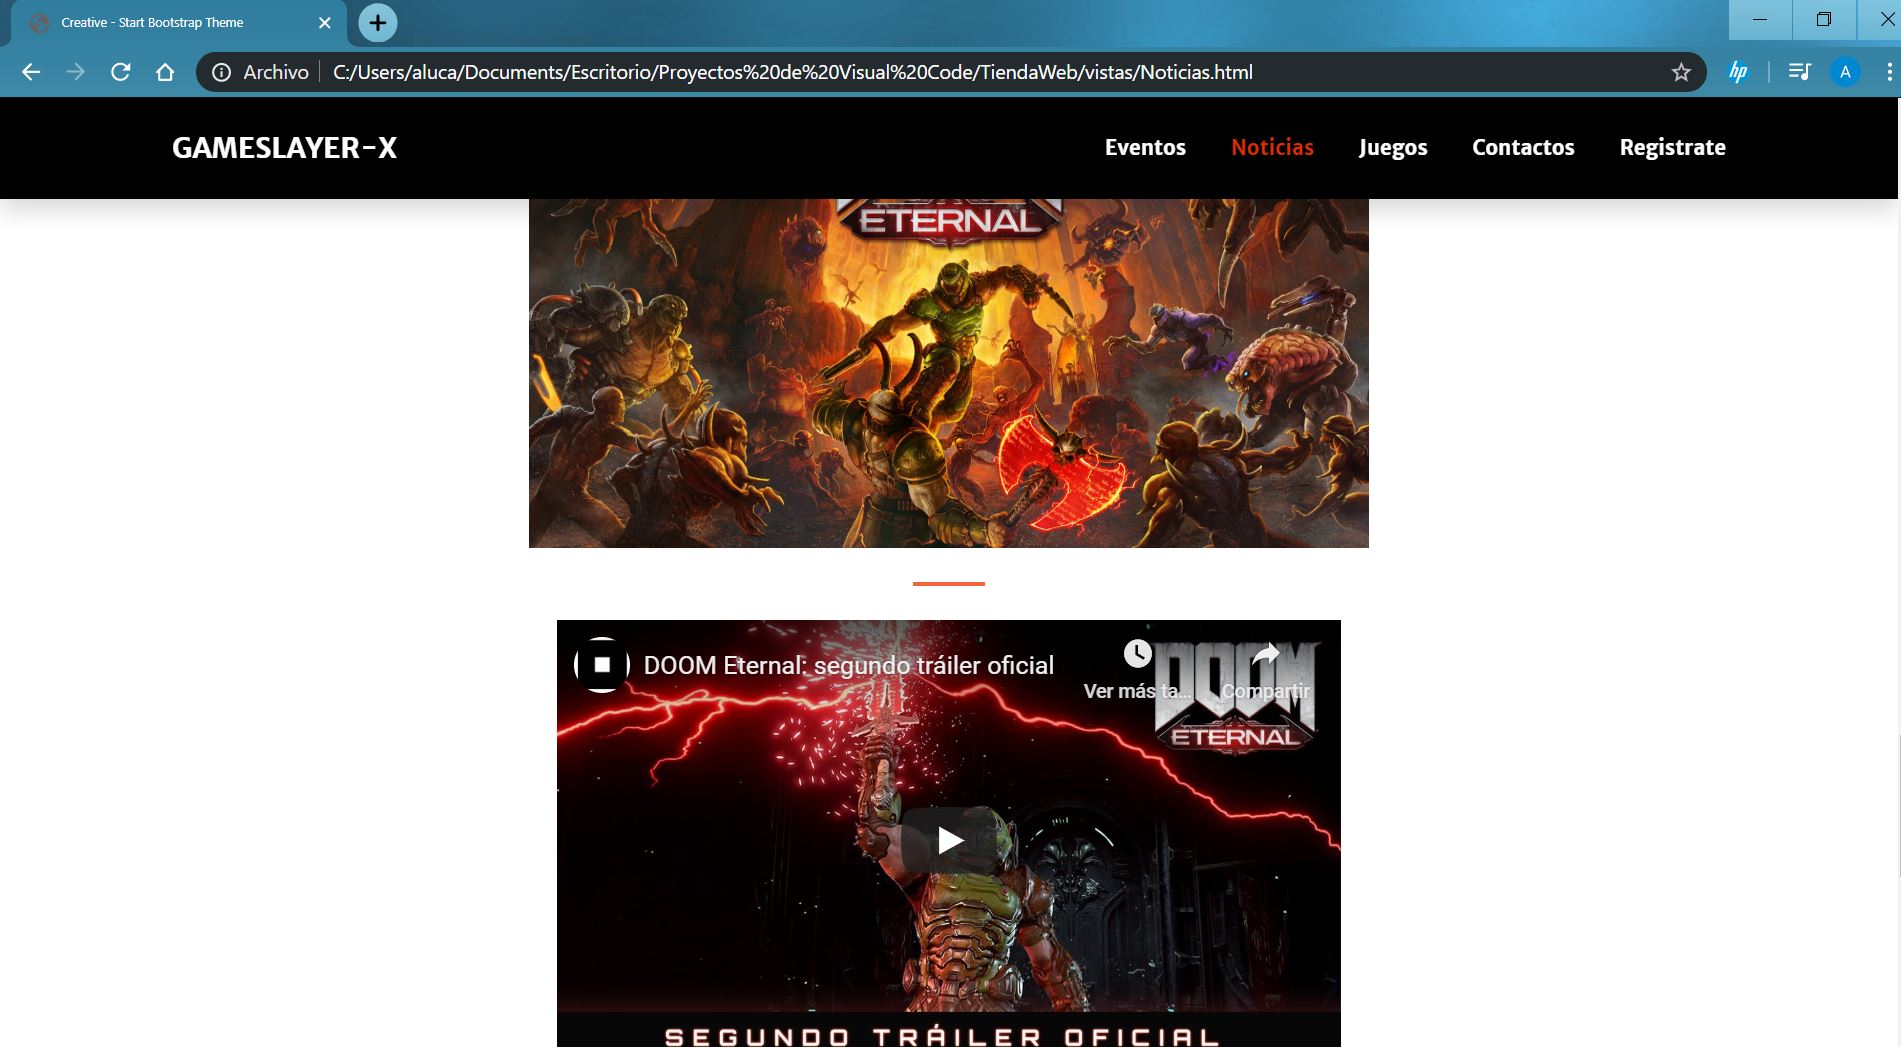 Creative - Start Bootstrap Theme
Archivo C:/Users/aluca/Documents/Escritorio/Proyectos%20de%20Visual%20Code/TiendaWeb/vistas/Noticias.html
hp
A
GAMESLAYER-X
Eventos Noticias Juegos Contactos Registrate
ETERNAL
DOOM Eternal: segundo tráiler oficial
Ver más ta... Compartir
DOOM
ETERNAL
SEGUNDO TRÁILER OFICIAL